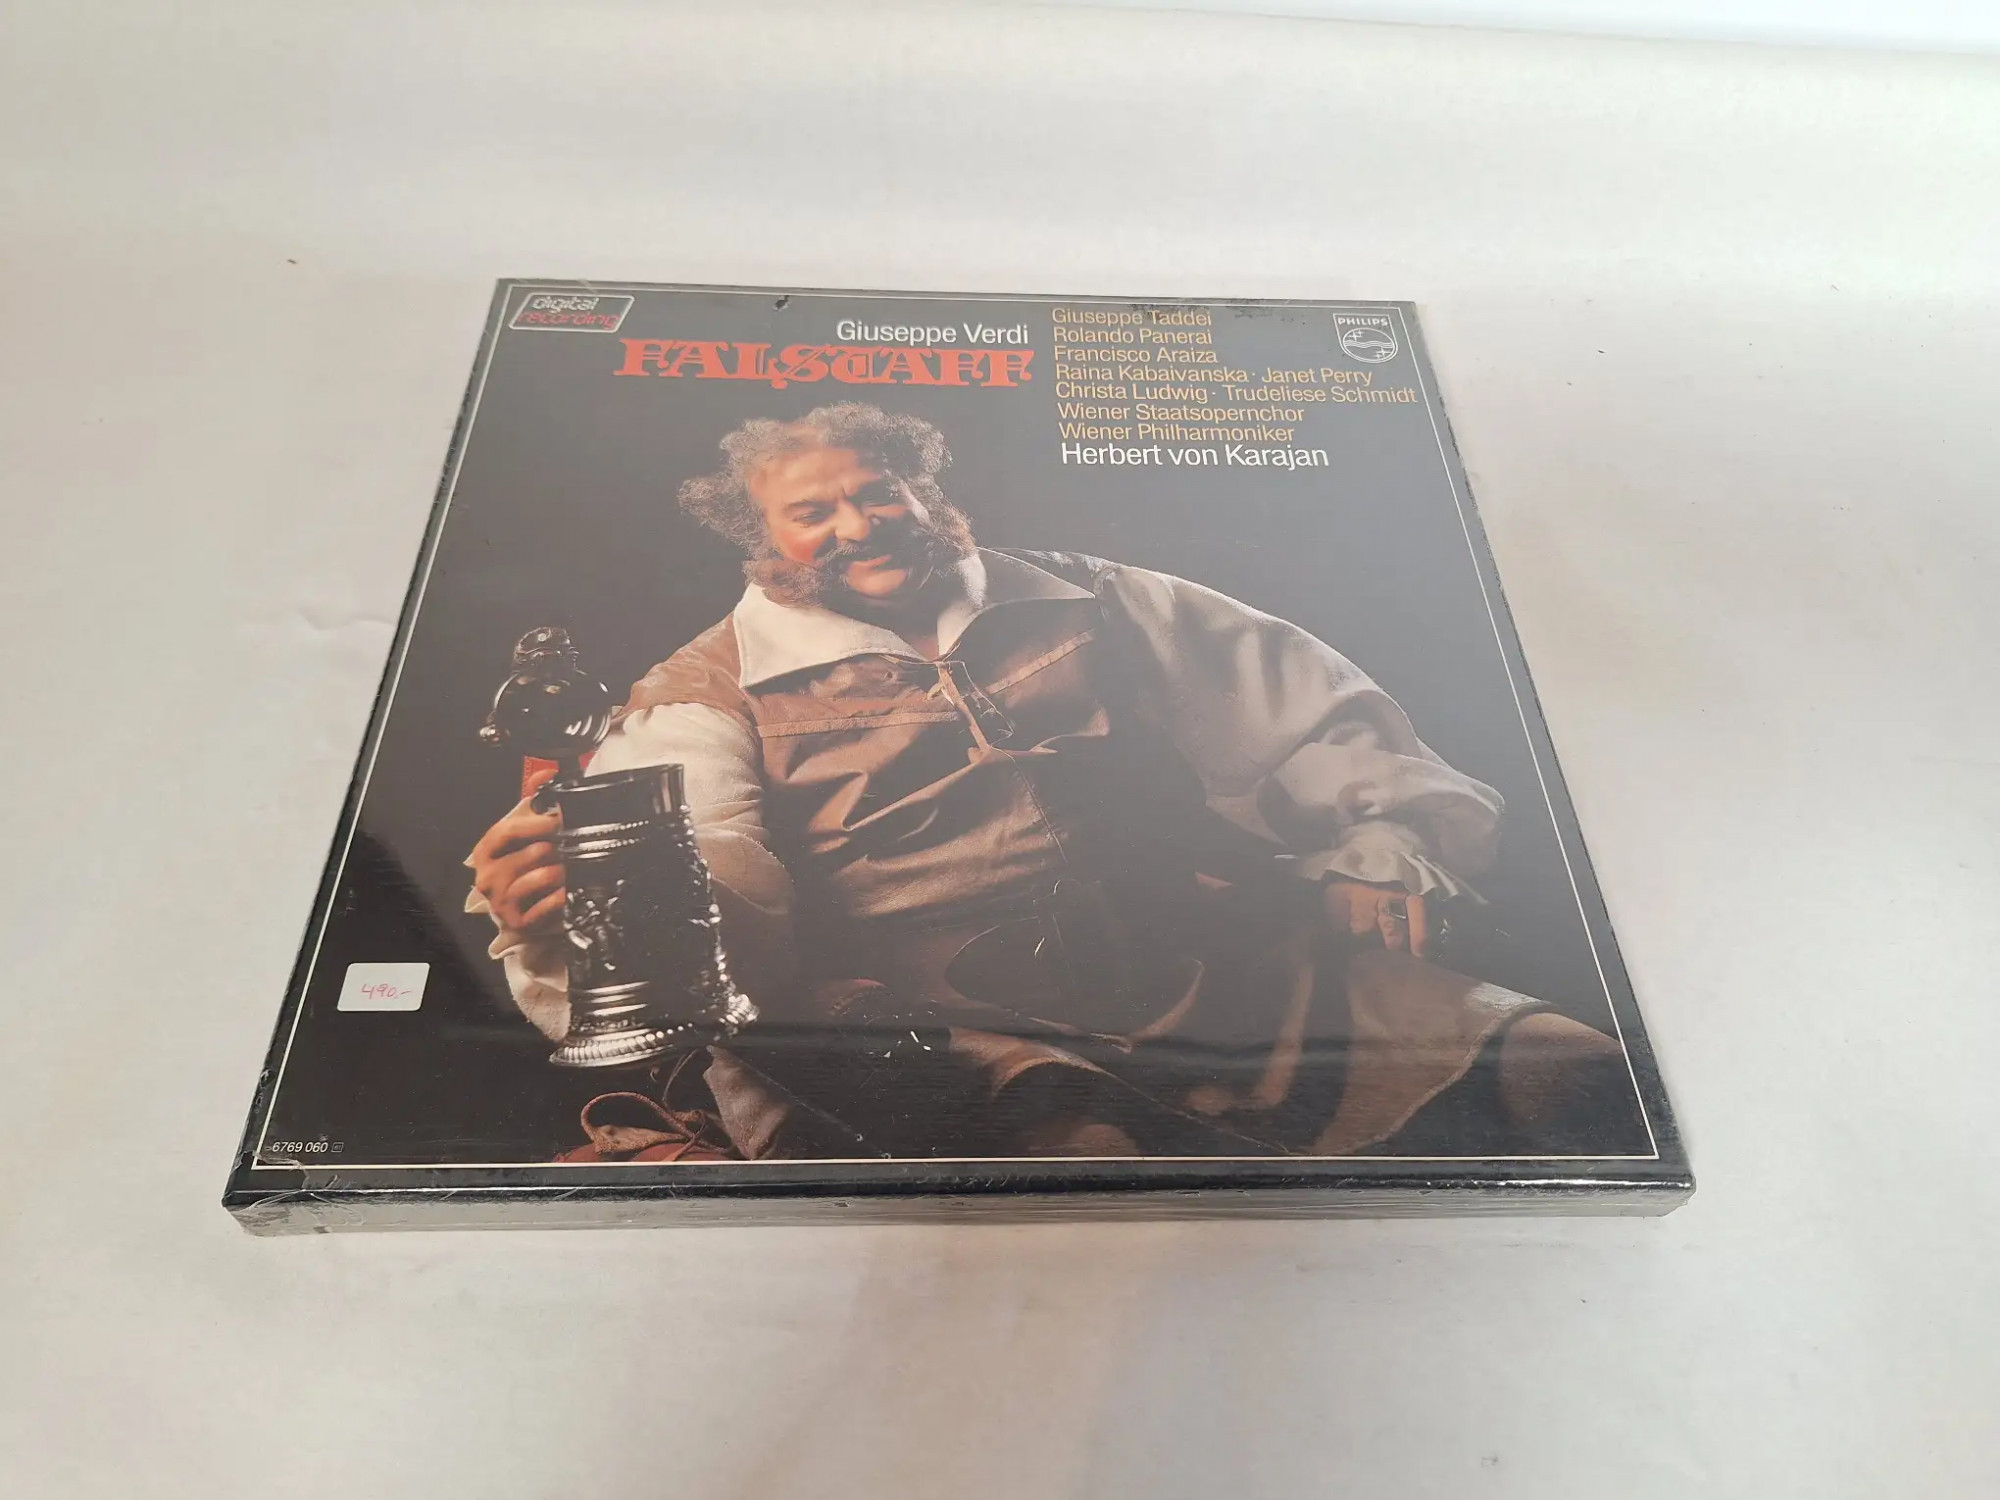 digital
recording
Giuseppe Verdi
FALSTAFF
Giuseppe Taddei
Rolando Panerai
Francisco Araiza
Raina Kabaivanska · Janet Perry
Christa Ludwig · Trudeliese Schmidt
Wiener Staatsopernchor
Wiener Philharmoniker
Herbert von Karajan
PHILIPS
490.-
6769 060